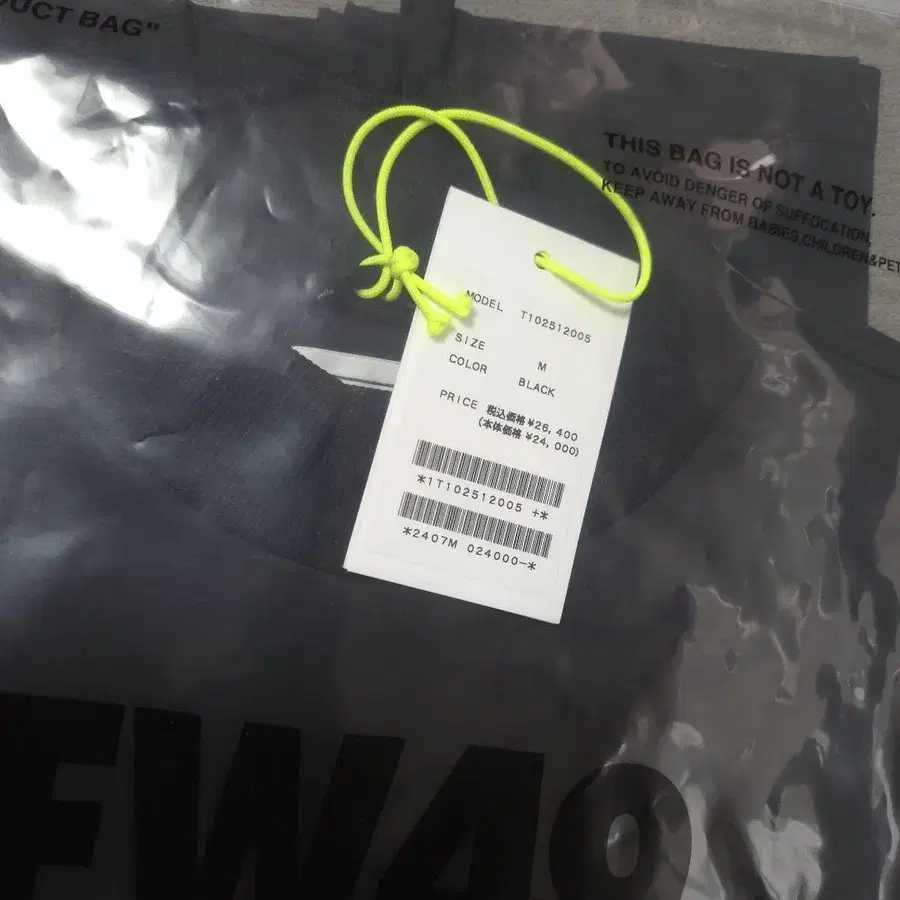 DUCT BAG"
THIS BAG IS NOT A TOY.
TO AVOID DENGER OF SUFFOCATION,
KEEP AWAY FROM BABIES,CHILDREN&PET
MODEL T102512005
SIZE M
COLOR BLACK
PRICE 税込価格 ¥26,400
(本体価格 ¥24,000)
*1T102512005 +*
*2407M 024000-*
FW49